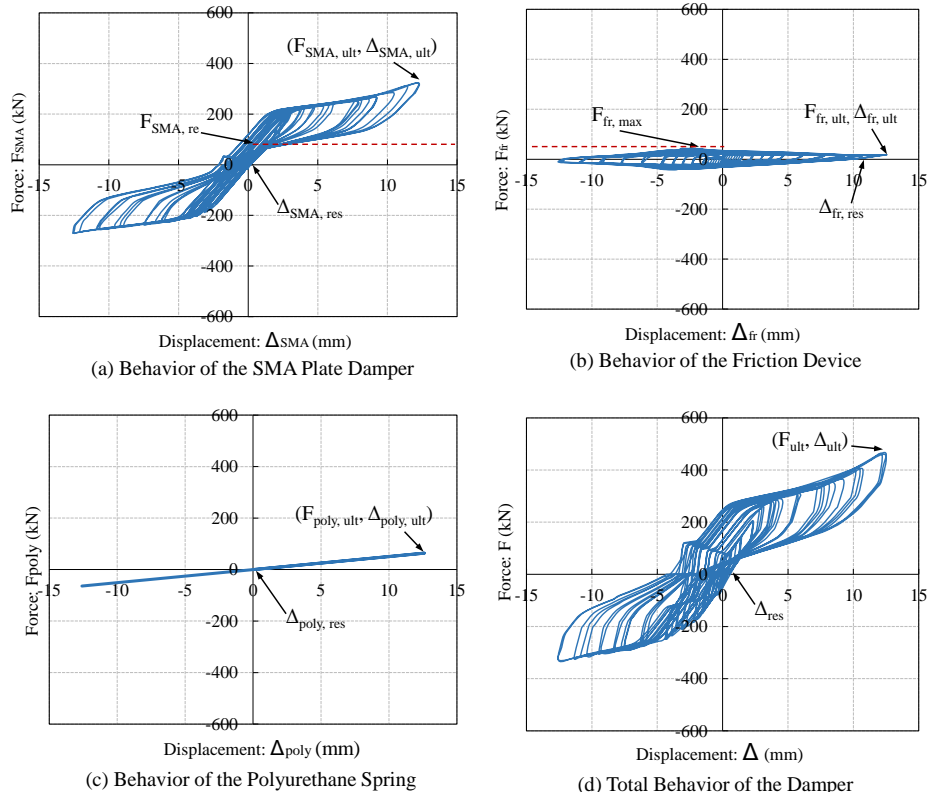 600
400
200
0
-200
-400
-600
-15
-10
-5
0
5
10
15
Force: F_SMA (kN)
(F_SMA, ult, Δ_SMA, ult)
F_SMA, re
Δ_SMA, res
Displacement: Δ_SMA (mm)
(a) Behavior of the SMA Plate Damper
600
400
200
0
-200
-400
-600
-15
-10
-5
0
5
10
15
Force: F_fr (kN)
F_fr, max
F_fr, ult, Δ_fr, ult
Δ_fr, res
Displacement: Δ_fr (mm)
(b) Behavior of the Friction Device
600
400
200
0
-200
-400
-600
-15
-10
-5
0
5
10
15
Force: Fpoly (kN)
(F_poly, ult, Δ_poly, ult)
Δ_poly, res
Displacement: Δ_poly (mm)
(c) Behavior of the Polyurethane Spring
600
400
200
0
-200
-400
-600
-15
-10
-5
0
5
10
15
Force: F (kN)
(F_ult, Δ_ult)
Δ_res
Displacement: Δ (mm)
(d) Total Behavior of the Damper